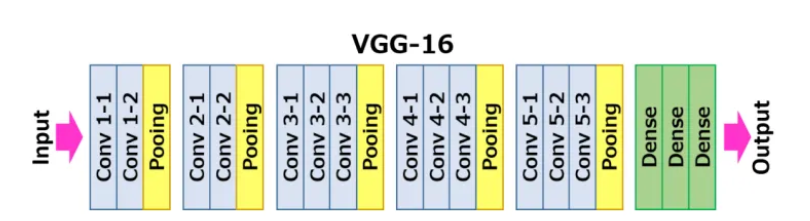 VGG-16
Input
Conv 1-1
Conv 1-2
Pooing
Conv 2-1
Conv 2-2
Pooing
Conv 3-1
Conv 3-2
Conv 3-3
Pooing
Conv 4-1
Conv 4-2
Conv 4-3
Pooing
Conv 5-1
Conv 5-2
Conv 5-3
Pooing
Dense
Dense
Dense
Output